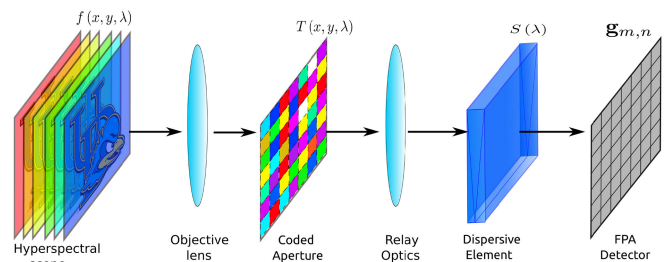 f(x,y,λ)
T(x,y,λ)
S(λ)
g_{m,n}
Hyperspectral
Objective
lens
Coded
Aperture
Relay
Optics
Dispersive
Element
FPA
Detector